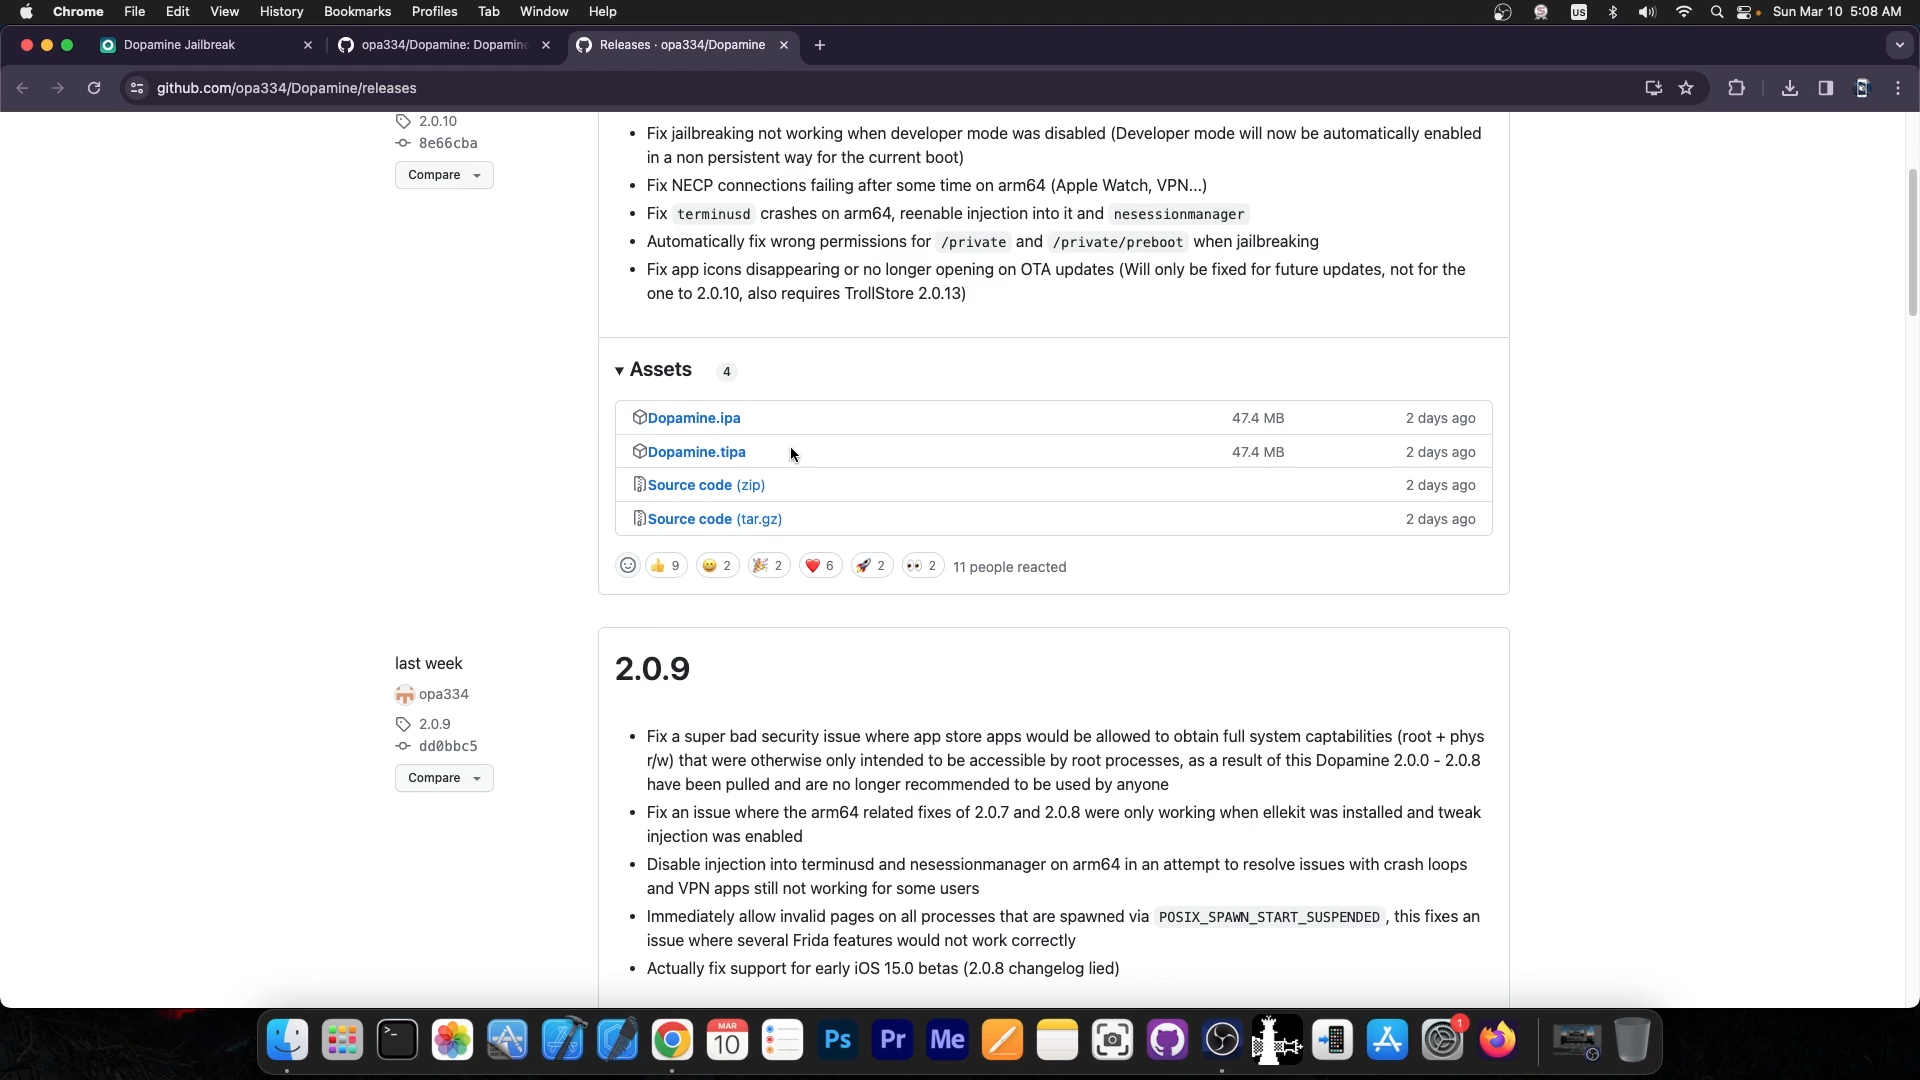 Chrome File Edit View History Bookmarks Profiles Tab Window Help US Sun Mar 10 5:08 AM
Dopamine Jailbreak opa334/Dopamine: Dopamine Releases · opa334/Dopamine
github.com/opa334/Dopamine/releases
2.0.10
8e66cba
Compare
• Fix jailbreaking not working when developer mode was disabled (Developer mode will now be automatically enabled
in a non persistent way for the current boot)
• Fix NECP connections failing after some time on arm64 (Apple Watch, VPN...)
• Fix terminusd crashes on arm64, reenable injection into it and nesessionmanager
• Automatically fix wrong permissions for /private and /private/preboot when jailbreaking
• Fix app icons disappearing or no longer opening on OTA updates (Will only be fixed for future updates, not for the
one to 2.0.10, also requires TrollStore 2.0.13)
Assets 4
Dopamine.ipa 47.4 MB 2 days ago
Dopamine.tipa 47.4 MB 2 days ago
Source code (zip) 2 days ago
Source code (tar.gz) 2 days ago
9 2 2 6 2 2 11 people reacted
last week
opa334
2.0.9
dd0bbc5
Compare
2.0.9
• Fix a super bad security issue where app store apps would be allowed to obtain full system captabilities (root + phys
r/w) that were otherwise only intended to be accessible by root processes, as a result of this Dopamine 2.0.0 - 2.0.8
have been pulled and are no longer recommended to be used by anyone
• Fix an issue where the arm64 related fixes of 2.0.7 and 2.0.8 were only working when ellekit was installed and tweak
injection was enabled
• Disable injection into terminusd and nesessionmanager on arm64 in an attempt to resolve issues with crash loops
and VPN apps still not working for some users
• Immediately allow invalid pages on all processes that are spawned via POSIX_SPAWN_START_SUSPENDED , this fixes an
issue where several Frida features would not work correctly
• Actually fix support for early iOS 15.0 betas (2.0.8 changelog lied)
MAR
10
Ps Pr Me 1